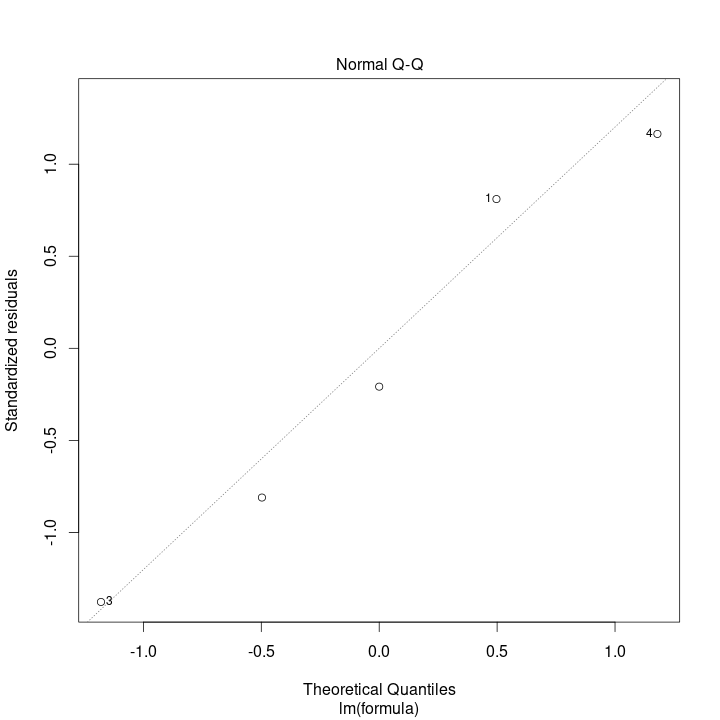 Normal Q-Q
4
1
3
1.0
0.5
0.0
-0.5
-1.0
Standardized residuals
-1.0 -0.5 0.0 0.5 1.0
Theoretical Quantiles
lm(formula)